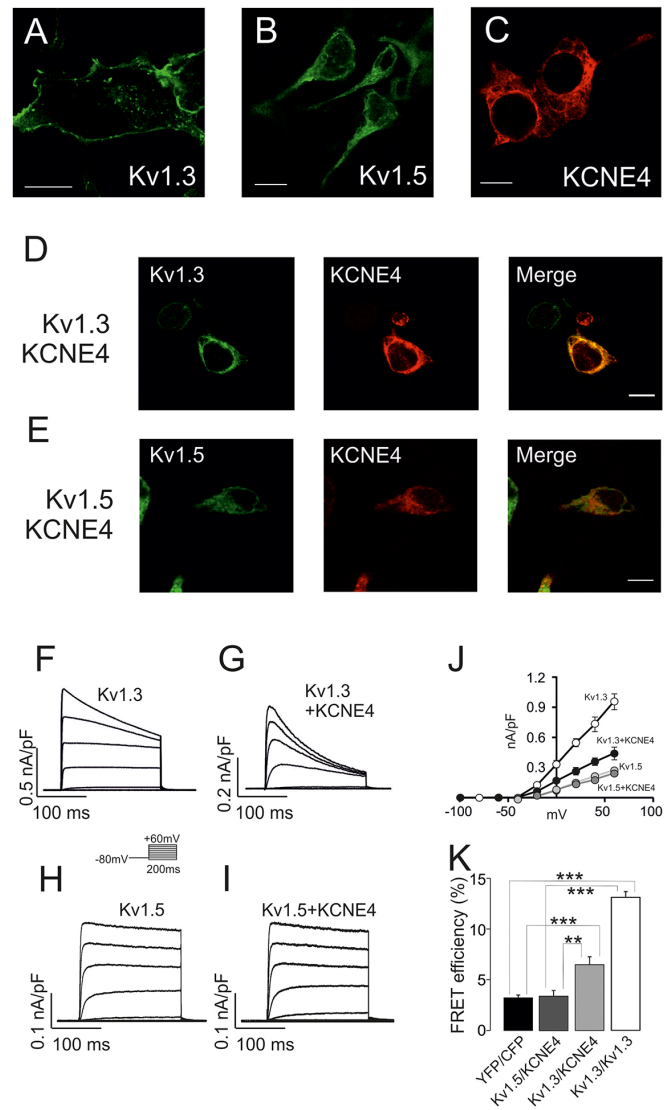 A
Kv1.3
B
Kv1.5
C
KCNE4
D
Kv1.3
KCNE4
Kv1.3
KCNE4
Merge
E
Kv1.5
KCNE4
Kv1.5
KCNE4
Merge
F
Kv1.3
0.5 nA/pF
100 ms
G
Kv1.3
+KCNE4
0.2 nA/pF
100 ms
-80mV
+60mV
200ms
H
Kv1.5
0.1 nA/pF
100 ms
I
Kv1.5+KCNE4
0.1 nA/pF
100 ms
J
nA/pF
1.2
0.9
0.6
0.3
-100
-50
0
50
100
mV
Kv1.3
Kv1.3+KCNE4
Kv1.5
Kv1.5+KCNE4
K
FRET efficiency (%)
15
10
5
0
***
***
***
**
YFP/CFP
Kv1.5/KCNE4
Kv1.3/KCNE4
Kv1.3/Kv1.3